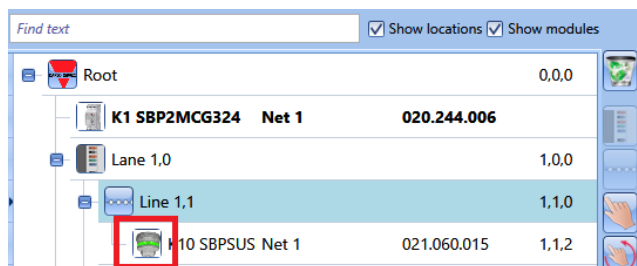 Find text Show locations Show modules
Root 0,0,0
K1 SBP2MCG324 Net 1 020.244.006
Lane 1,0 1,0,0
Line 1,1 1,1,0
K10 SBPSUS Net 1 021.060.015 1,1,2